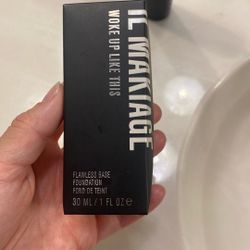 IL MAKIAGE
WOKE UP LIKE THIS
FLAWLESS BASE
FOUNDATION
FOND DE TEINT
30 ML / 1 FL OZ ℮